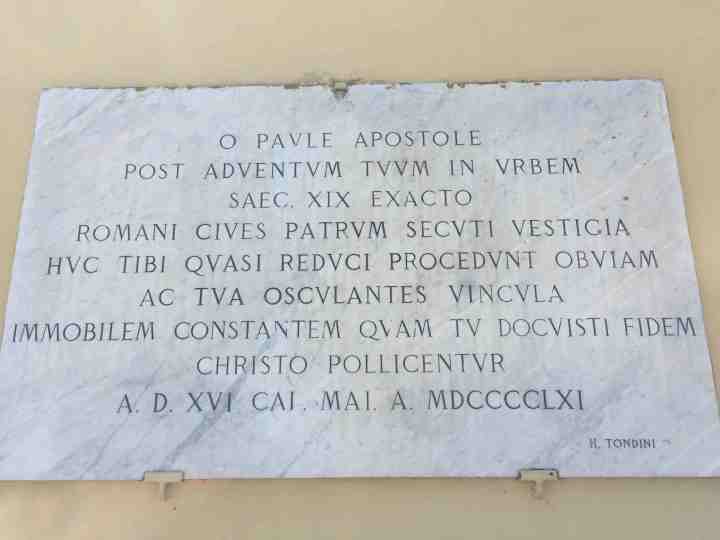 O PAVLE APOSTOLE
POST ADVENTVM TVVM IN VRBEM
SAEC. XIX EXACTO
ROMANI CIVES PATRVM SECVTI VESTIGIA
HVC TIBI QVASI REDVCI PROCEDVNT OBVIAM
AC TVA OSCVLANTES VINCVLA
IMMOBILEM CONSTANTEM QVAM TV DOCVISTI FIDEM
CHRISTO POLLICENTVR
A. D. XVI CAL. MAI. A. MDCCCCLXI
H. TONDINI